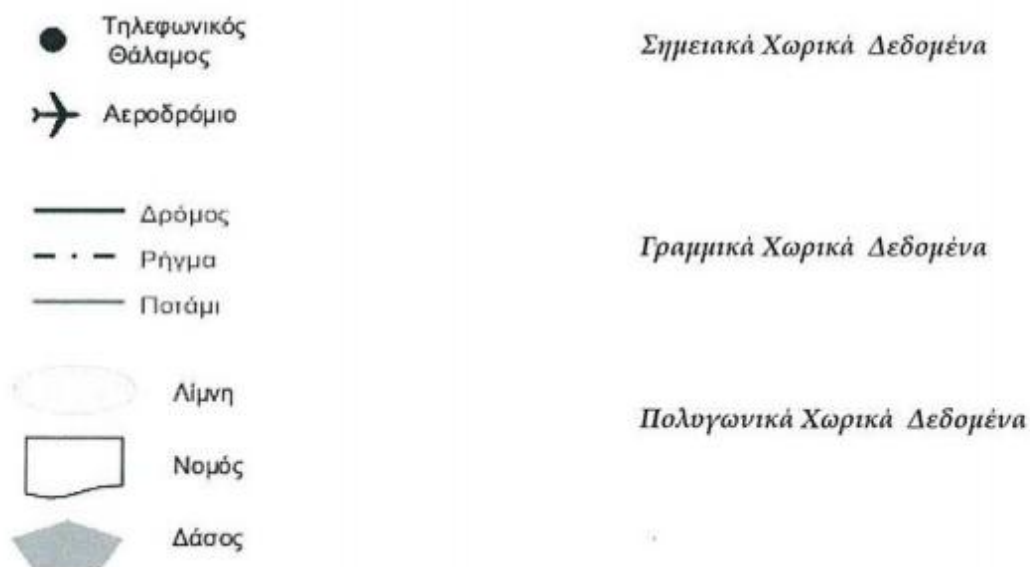 Τηλεφωνικός
Θάλαμος
Αεροδρόμιο
Σημειακά Χωρικά Δεδομένα
Δρόμος
Ρήγμα
Ποτάμι
Γραμμικά Χωρικά Δεδομένα
Λίμνη
Νομός
Δάσος
Πολυγωνικά Χωρικά Δεδομένα